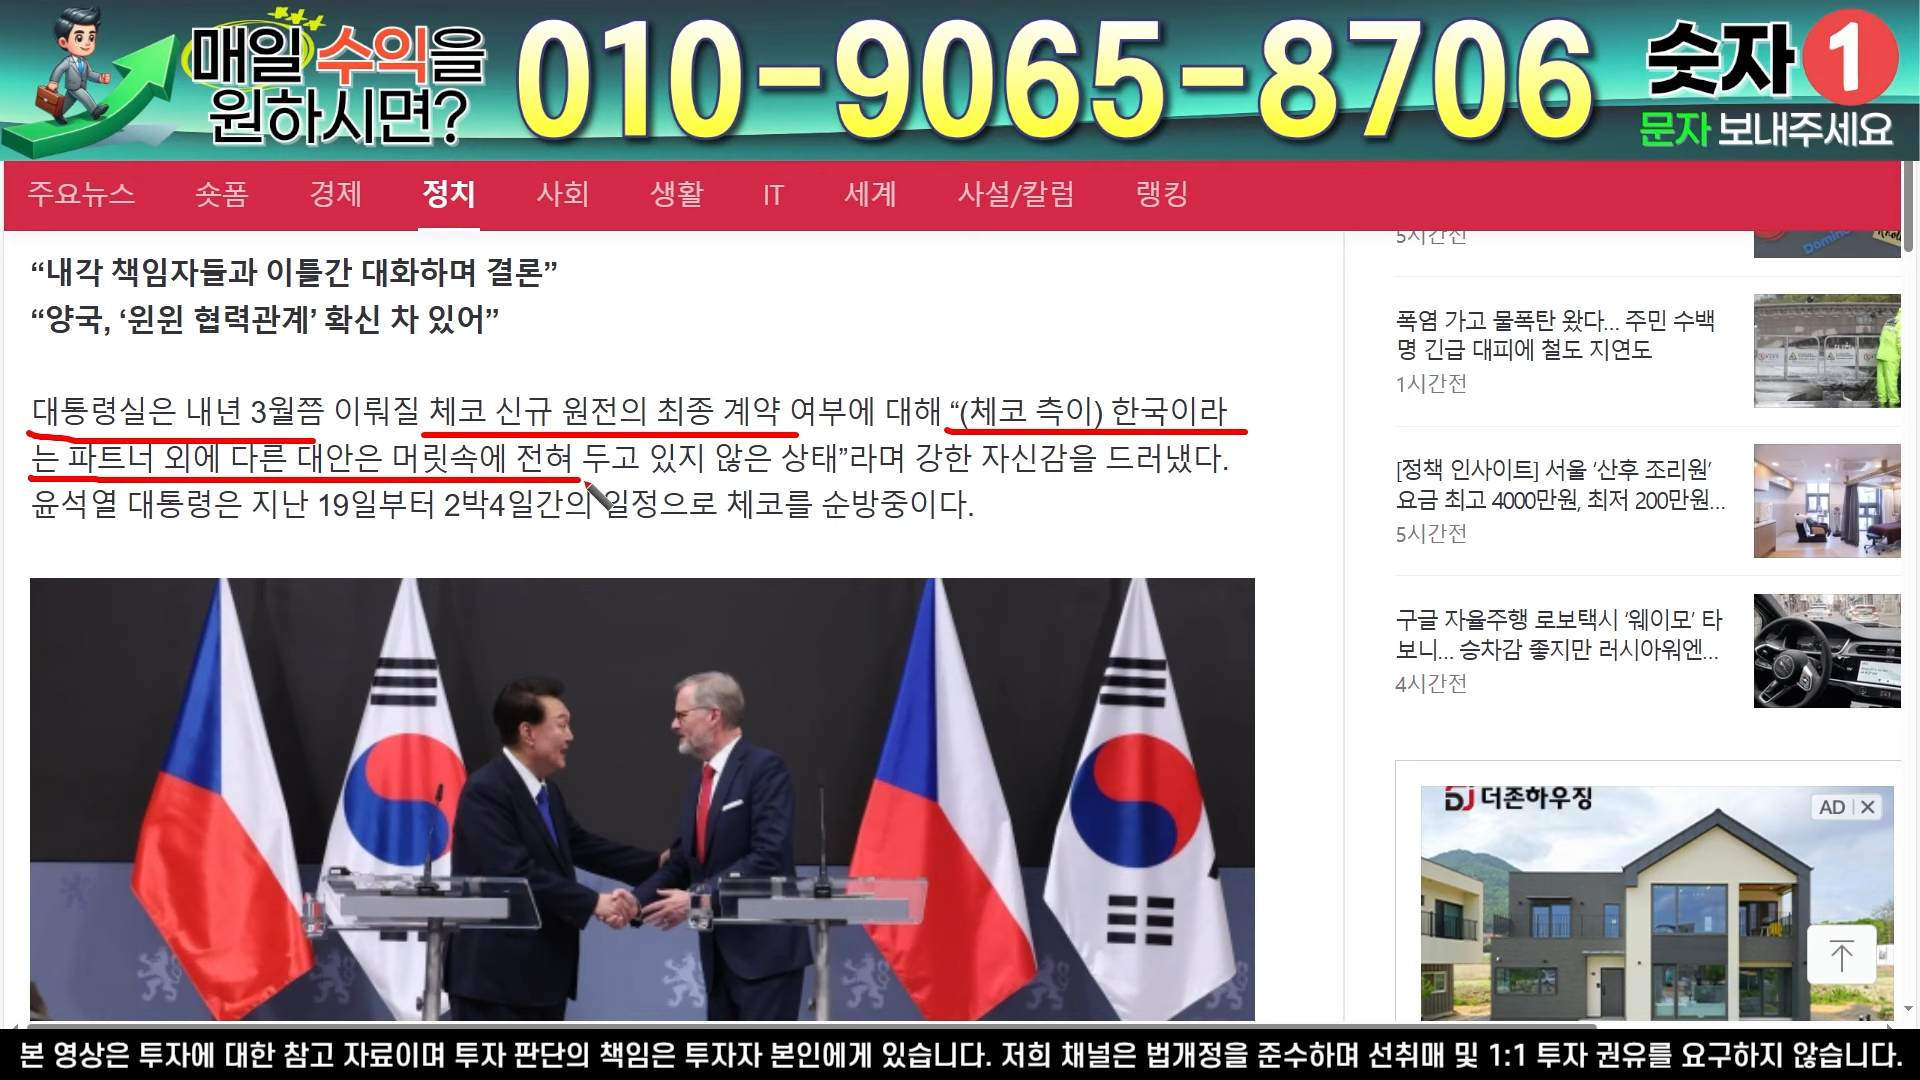 매일 수익을
원하시면?
010-9065-8706
숫자 1
문자 보내주세요
주요뉴스 숏폼 경제 정치 사회 생활 IT 세계 사설/칼럼 랭킹
“내각 책임자들과 이틀간 대화하며 결론”
“양국, ‘윈윈 협력관계’ 확신 차 있어”
대통령실은 내년 3월쯤 이뤄질 체코 신규 원전의 최종 계약 여부에 대해 “(체코 측이) 한국이라
는 파트너 외에 다른 대안은 머릿속에 전혀 두고 있지 않은 상태”라며 강한 자신감을 드러냈다.
윤석열 대통령은 지난 19일부터 2박4일간의 일정으로 체코를 순방중이다.
5시간전
폭염 가고 물폭탄 왔다... 주민 수백
명 긴급 대피에 철도 지연도
1시간전
[정책 인사이트] 서울 ‘산후 조리원’
요금 최고 4000만원, 최저 200만원...
5시간전
구글 자율주행 로보택시 ‘웨이모’ 타
보니... 승차감 좋지만 러시아워엔...
4시간전
더존하우징
AD
본 영상은 투자에 대한 참고 자료이며 투자 판단의 책임은 투자자 본인에게 있습니다. 저희 채널은 법개정을 준수하며 선취매 및 1:1 투자 권유를 요구하지 않습니다.